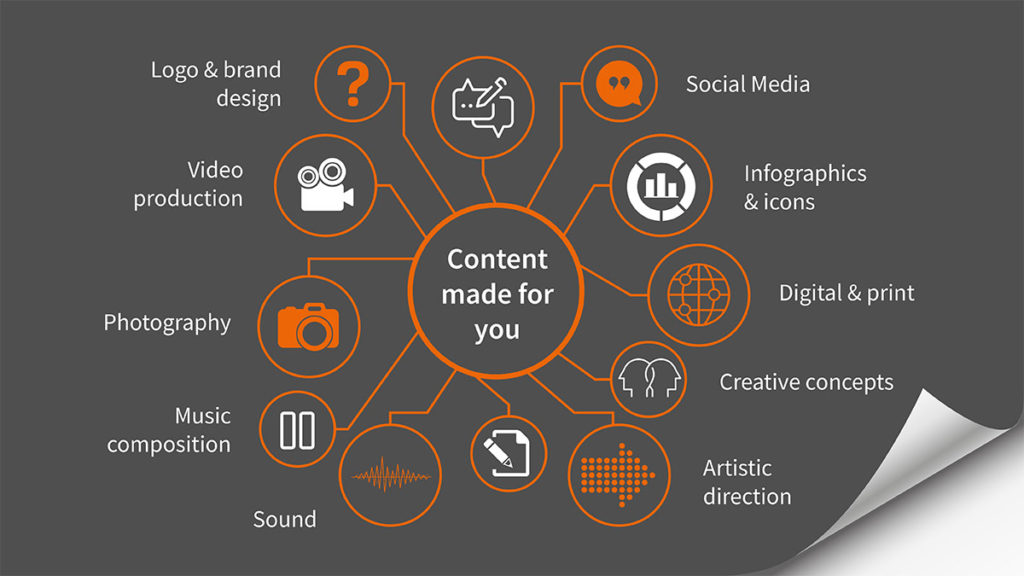 Logo & brand
design
Social Media
Video
production
Infographics
& icons
Content
made for
you
Digital & print
Photography
Creative concepts
Music
composition
Artistic
direction
Sound